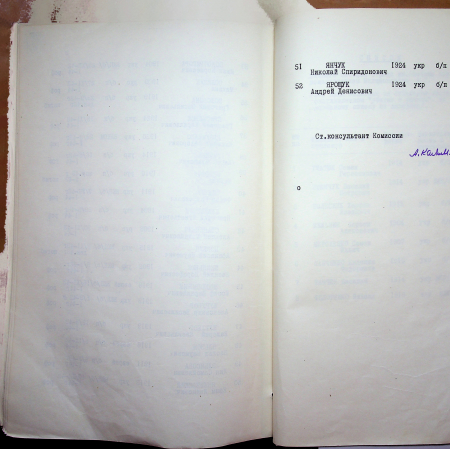 51 ЯНЧУК 1924 укр б/п
Николай Спиридонович
52 ЯРОЩУК 1924 укр б/п
Андрей Денисович
Ст.консультант Комиссии